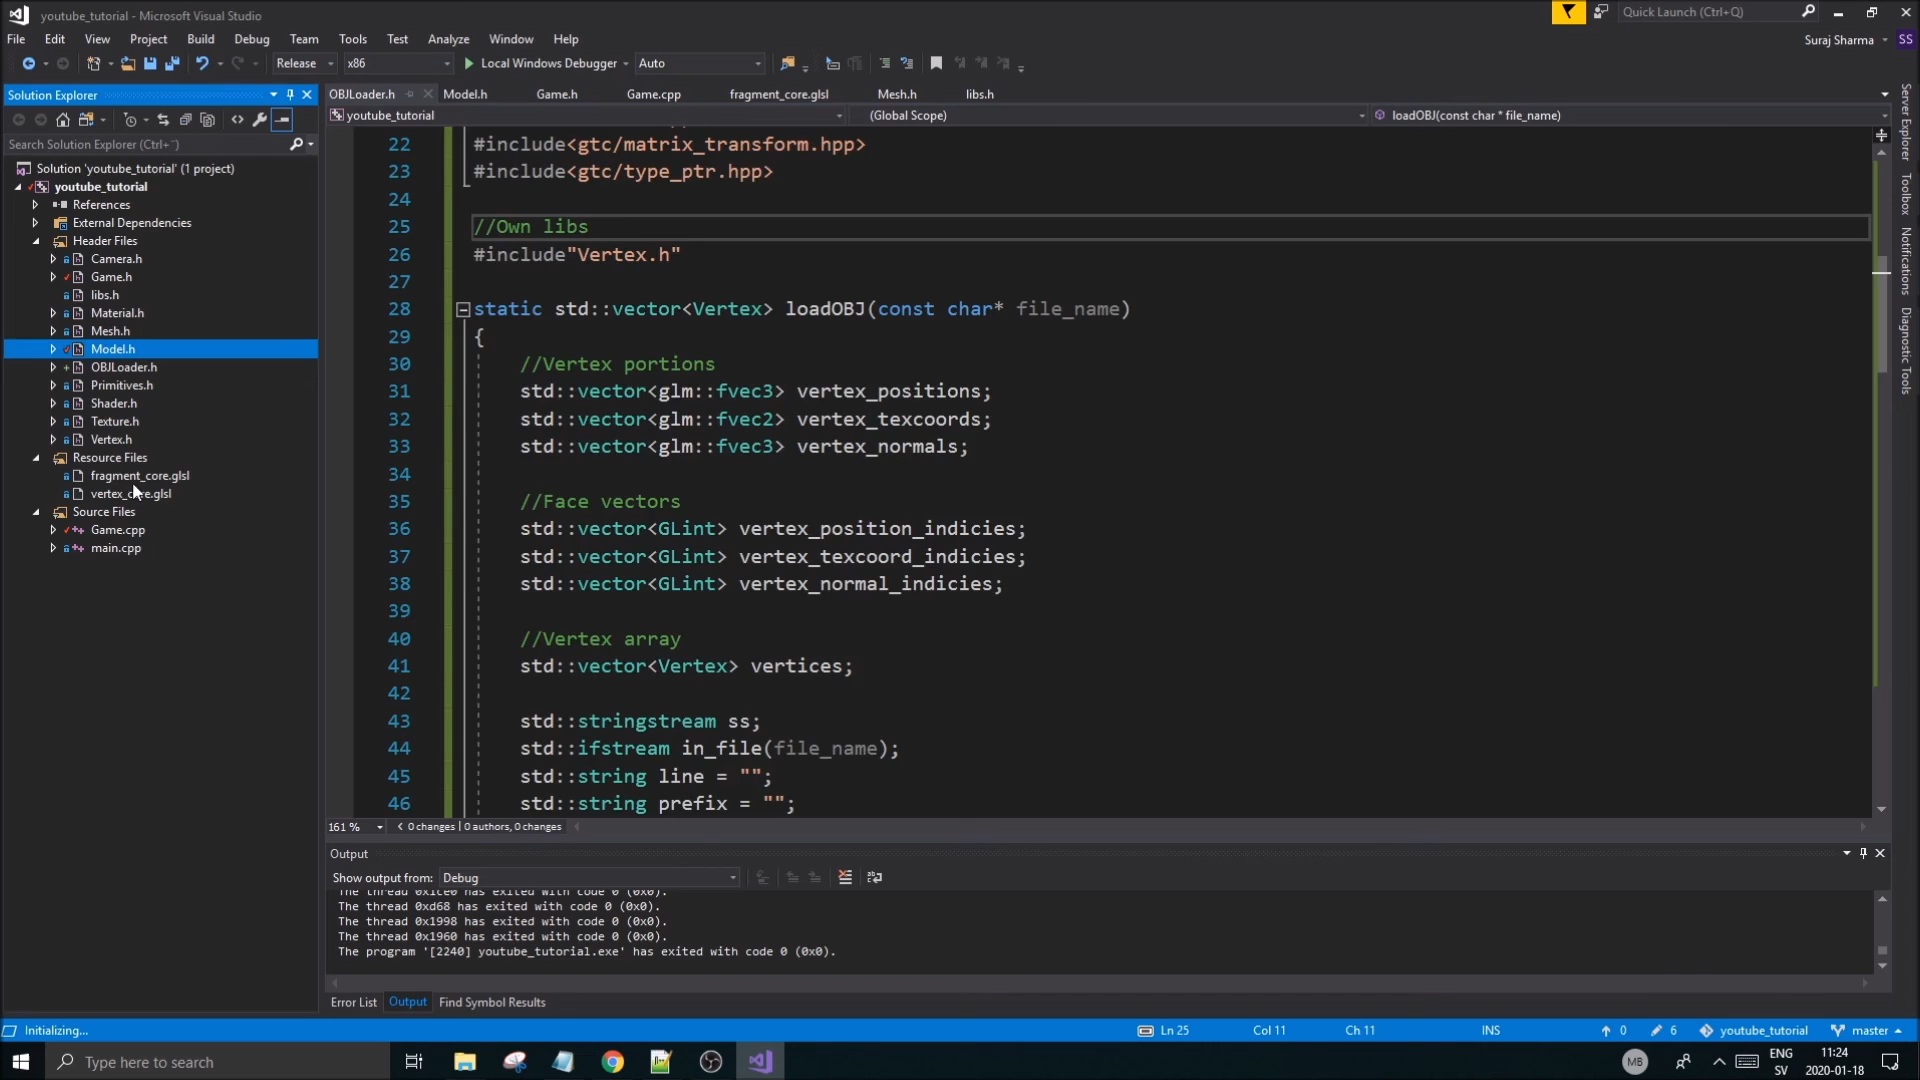 youtube_tutorial - Microsoft Visual Studio
Quick Launch (Ctrl+Q)
File Edit View Project Build Debug Team Tools Test Analyze Window Help
Suraj Sharma SS
Release x86 Local Windows Debugger Auto
Solution Explorer
OBJLoader.h Model.h Game.h Game.cpp fragment_core.glsl Mesh.h libs.h
youtube_tutorial (Global Scope) loadOBJ(const char * file_name)
Search Solution Explorer (Ctrl+¨)
Solution 'youtube_tutorial' (1 project)
youtube_tutorial
References
External Dependencies
Header Files
Camera.h
Game.h
libs.h
Material.h
Mesh.h
Model.h
OBJLoader.h
Primitives.h
Shader.h
Texture.h
Vertex.h
Resource Files
fragment_core.glsl
vertex_core.glsl
Source Files
Game.cpp
main.cpp
22 #include<gtc/matrix_transform.hpp>
23 #include<gtc/type_ptr.hpp>
24
25 //Own libs
26 #include"Vertex.h"
27
28 static std::vector<Vertex> loadOBJ(const char* file_name)
29 {
30 //Vertex portions
31 std::vector<glm::fvec3> vertex_positions;
32 std::vector<glm::fvec2> vertex_texcoords;
33 std::vector<glm::fvec3> vertex_normals;
34
35 //Face vectors
36 std::vector<GLint> vertex_position_indicies;
37 std::vector<GLint> vertex_texcoord_indicies;
38 std::vector<GLint> vertex_normal_indicies;
39
40 //Vertex array
41 std::vector<Vertex> vertices;
42
43 std::stringstream ss;
44 std::ifstream in_file(file_name);
45 std::string line = "";
46 std::string prefix = "";
161 % 0 changes | 0 authors, 0 changes
Output
Show output from: Debug
The thread 0x1ce0 has exited with code 0 (0x0).
The thread 0xd68 has exited with code 0 (0x0).
The thread 0x1998 has exited with code 0 (0x0).
The thread 0x1960 has exited with code 0 (0x0).
The program '[2240] youtube_tutorial.exe' has exited with code 0 (0x0).
Error List Output Find Symbol Results
Server Explorer
Toolbox
Notifications
Diagnostic Tools
Initializing... Ln 25 Col 11 Ch 11 INS 0 6 youtube_tutorial master
Type here to search
MB
ENG
SV
11:24
2020-01-18